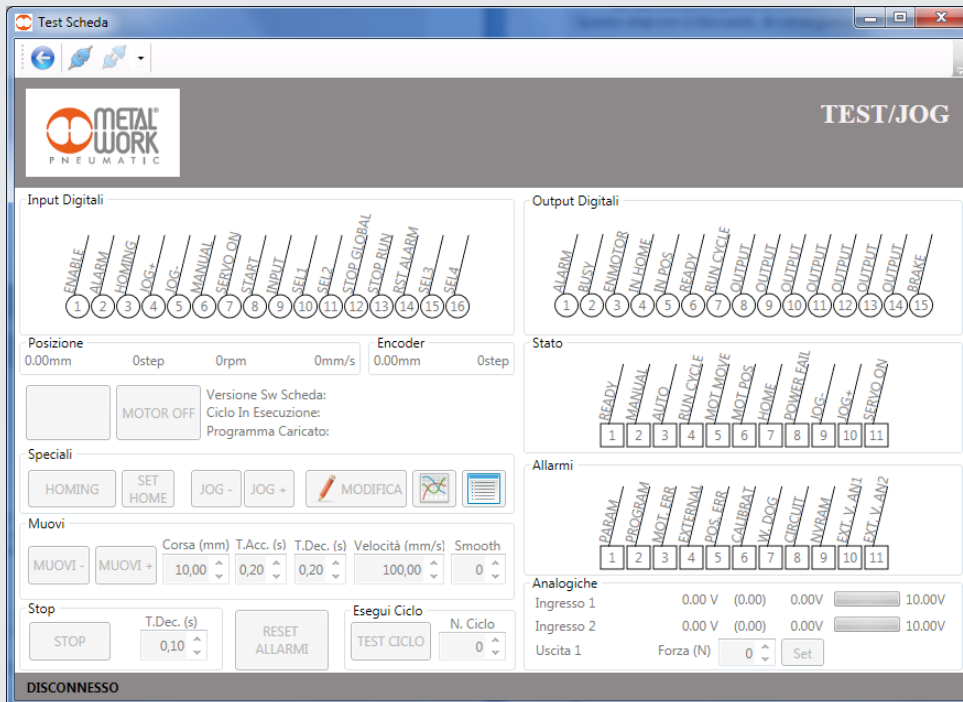 Test Scheda
METAL WORK
PNEUMATIC
TEST/JOG
Input Digitali
ENABLE ALARM HOMING JOG+ JOG- MANUAL SERVO ON START INPUT SEL1 SEL2 STOP GLOBAL STOP RUN RST ALARM SEL3 SEL4
1 2 3 4 5 6 7 8 9 10 11 12 13 14 15 16
Output Digitali
ALARM BUSY ENMOTOR IN HOME IN POS READY RUN CYCLE OUTPUT OUTPUT OUTPUT OUTPUT OUTPUT OUTPUT OUTPUT BRAKE
1 2 3 4 5 6 7 8 9 10 11 12 13 14 15
Posizione
0.00mm 0step 0rpm 0mm/s
Encoder
0.00mm 0step
MOTOR OFF
Versione Sw Scheda:
Ciclo In Esecuzione:
Programma Caricato:
Stato
READY MANUAL AUTO RUN CYCLE MOT MOVE MOT POS HOME POWER FAIL JOG- JOG+ SERVO ON
1 2 3 4 5 6 7 8 9 10 11
Speciali
HOMING
SET HOME
JOG -
JOG +
MODIFICA
Allarmi
PARAM PROGRAM MOT. ERR EXTERNAL POS. ERR CALIBRAT W. DOG CIRCUIT NVRAM EXT. V. AN1 EXT. V. AN2
1 2 3 4 5 6 7 8 9 10 11
Muovi
MUOVI -
MUOVI +
Corsa (mm) T.Acc. (s) T.Dec. (s) Velocità (mm/s) Smooth
10,00 0,20 0,20 100,00 0
Stop
STOP
T.Dec. (s)
0,10
RESET
ALLARMI
Esegui Ciclo
TEST CICLO
N. Ciclo
0
Analogiche
Ingresso 1 0.00 V (0.00) 0.00V 10.00V
Ingresso 2 0.00 V (0.00) 0.00V 10.00V
Uscita 1 Forza (N) 0 Set
DISCONNESSO